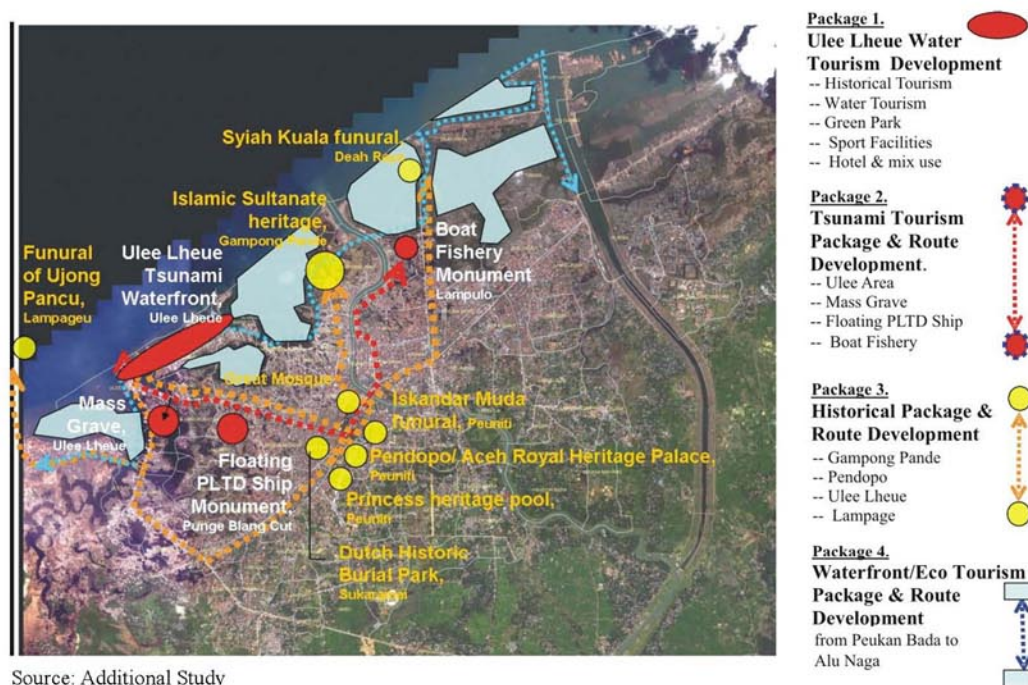 Syiah Kuala funural,
Deah Raya
Islamic Sultanate
heritage,
Gampong Pande
Funural
of Ujong
Pancu,
Lampageu
Ulee Lheue
Tsunami
Waterfront,
Ulee Lheue
Boat
Fishery
Monument
Lampulo
Great Mosque
Mass
Grave,
Ulee Lheue
Iskandar Muda
funural, Peuniti
Floating
PLTD Ship
Monument,
Punge Blang Cut
Pendopo/ Aceh Royal Heritage Palace,
Peuniti
Princess heritage pool,
Peuniti
Dutch Historic
Burial Park,
Source: Additional Study
Package 1.
Ulee Lheue Water
Tourism Development
-- Historical Tourism
-- Water Tourism
-- Green Park
-- Sport Facilities
-- Hotel & mix use
Package 2.
Tsunami Tourism
Package & Route
Development.
-- Ulee Area
-- Mass Grave
-- Floating PLTD Ship
-- Boat Fishery
Package 3.
Historical Package &
Route Development
-- Gampong Pande
-- Pendopo
-- Ulee Lheue
-- Lampage
Package 4.
Waterfront/Eco Tourism
Package & Route
Development
from Peukan Bada to
Alu Naga